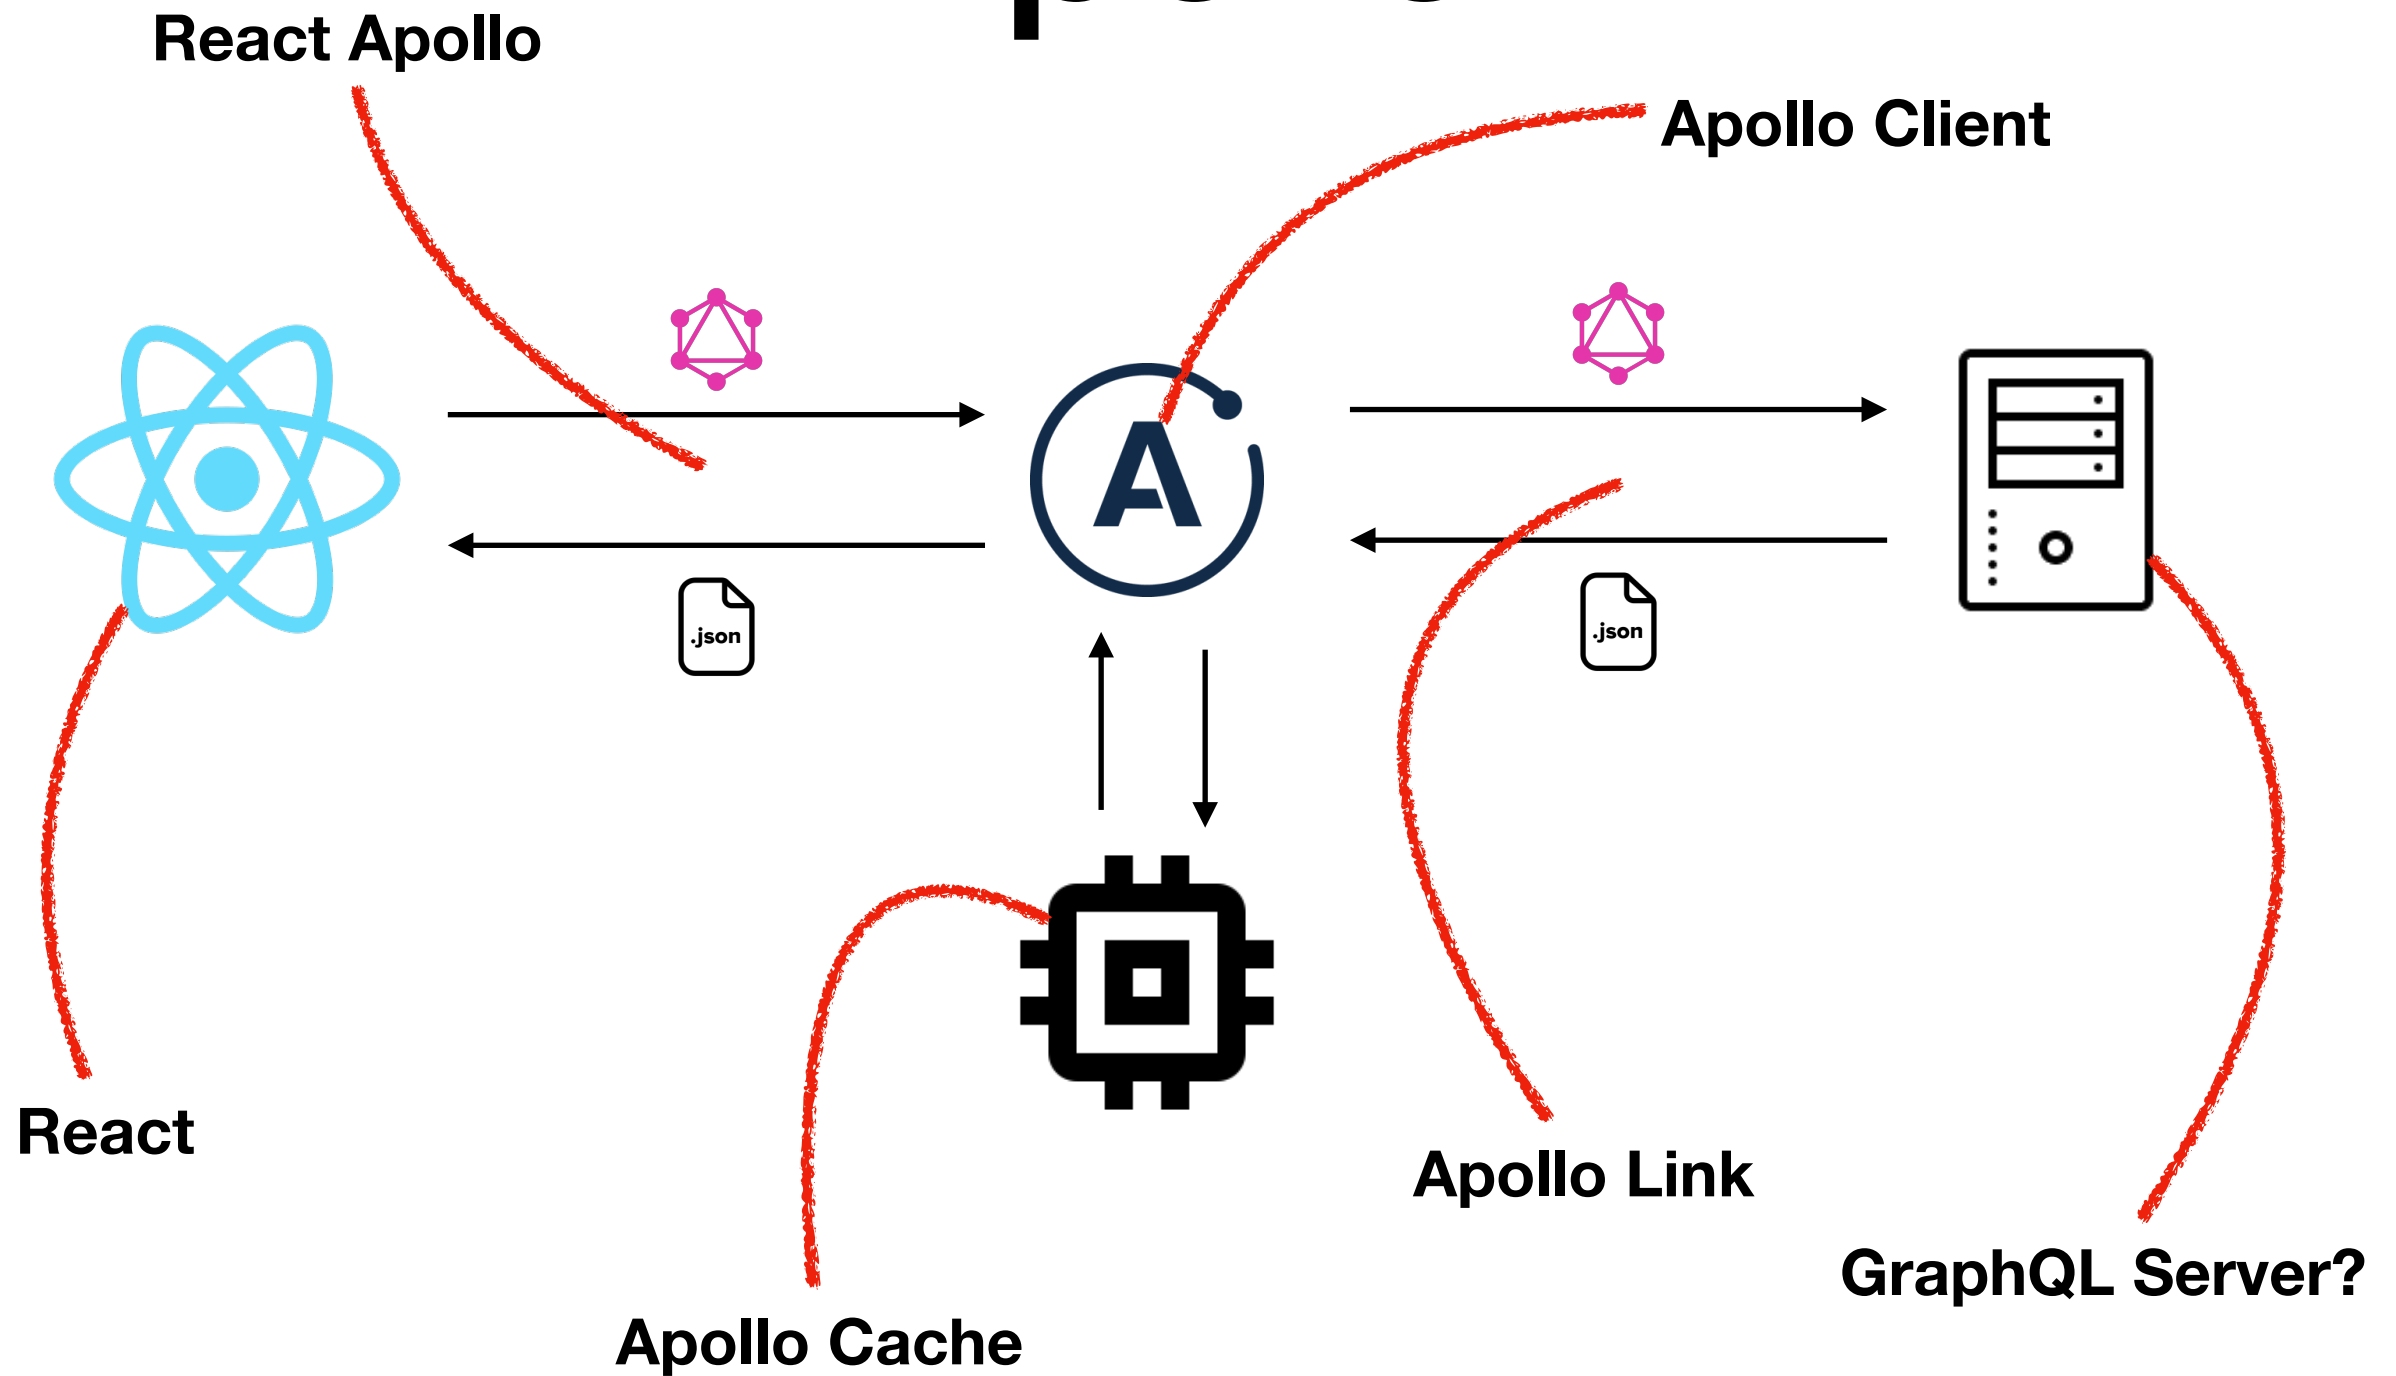 React Apollo
Apollo Client
A
.json
.json
React
Apollo Link
GraphQL Server?
Apollo Cache